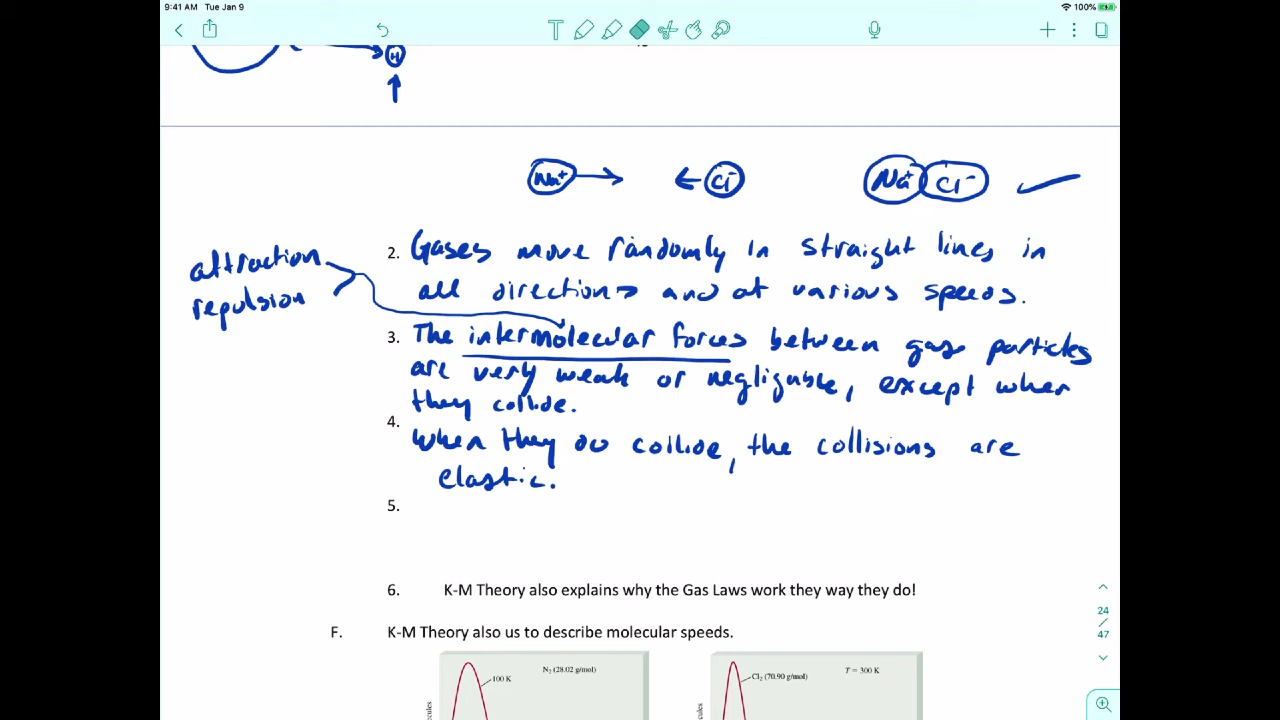 9:41 AM Tue Jan 9
100%
H
Na+ Cl- Na+ Cl-
2. Gases move randomly in straight lines in
all directions and at various speeds.
attraction
repulsion
3. The intermolecular forces between gas particles
are very weak or negligable, except when
they collide.
4. When they do collide, the collisions are
elastic.
5.
6. K-M Theory also explains why the Gas Laws work they way they do!
24
/
47
F. K-M Theory also us to describe molecular speeds.
N2 (28.02 g/mol)
100 K
Cl2 (70.90 g/mol)
T = 300 K